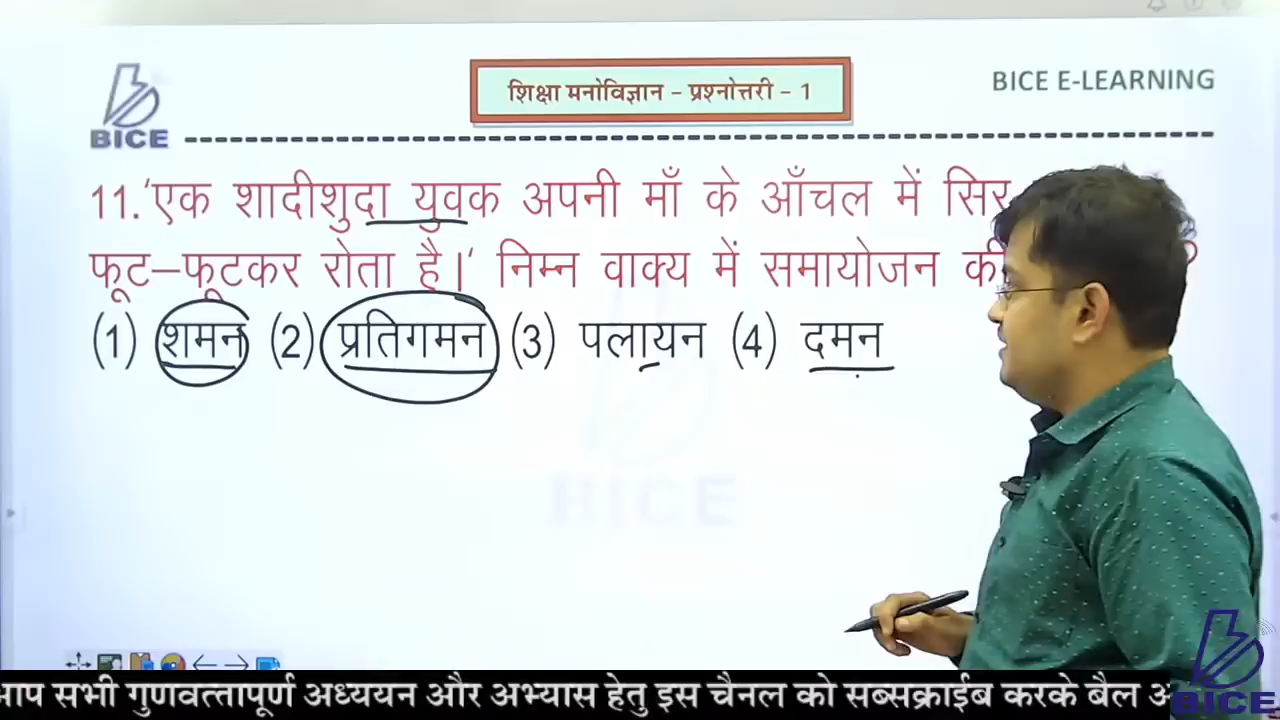 BICE
शिक्षा मनोविज्ञान – प्रश्नोत्तरी – 1
BICE E-LEARNING
11.‘एक शादीशुदा युवक अपनी माँ के आँचल में सिर
फूट–फूटकर रोता है।‘ निम्न वाक्य में समायोजन की ?
(1) शमन (2) प्रतिगमन (3) पलायन (4) दमन
BICE
आप सभी गुणवत्तापूर्ण अध्ययन और अभ्यास हेतु इस चैनल को सब्सक्राईब करके बैल
BICE